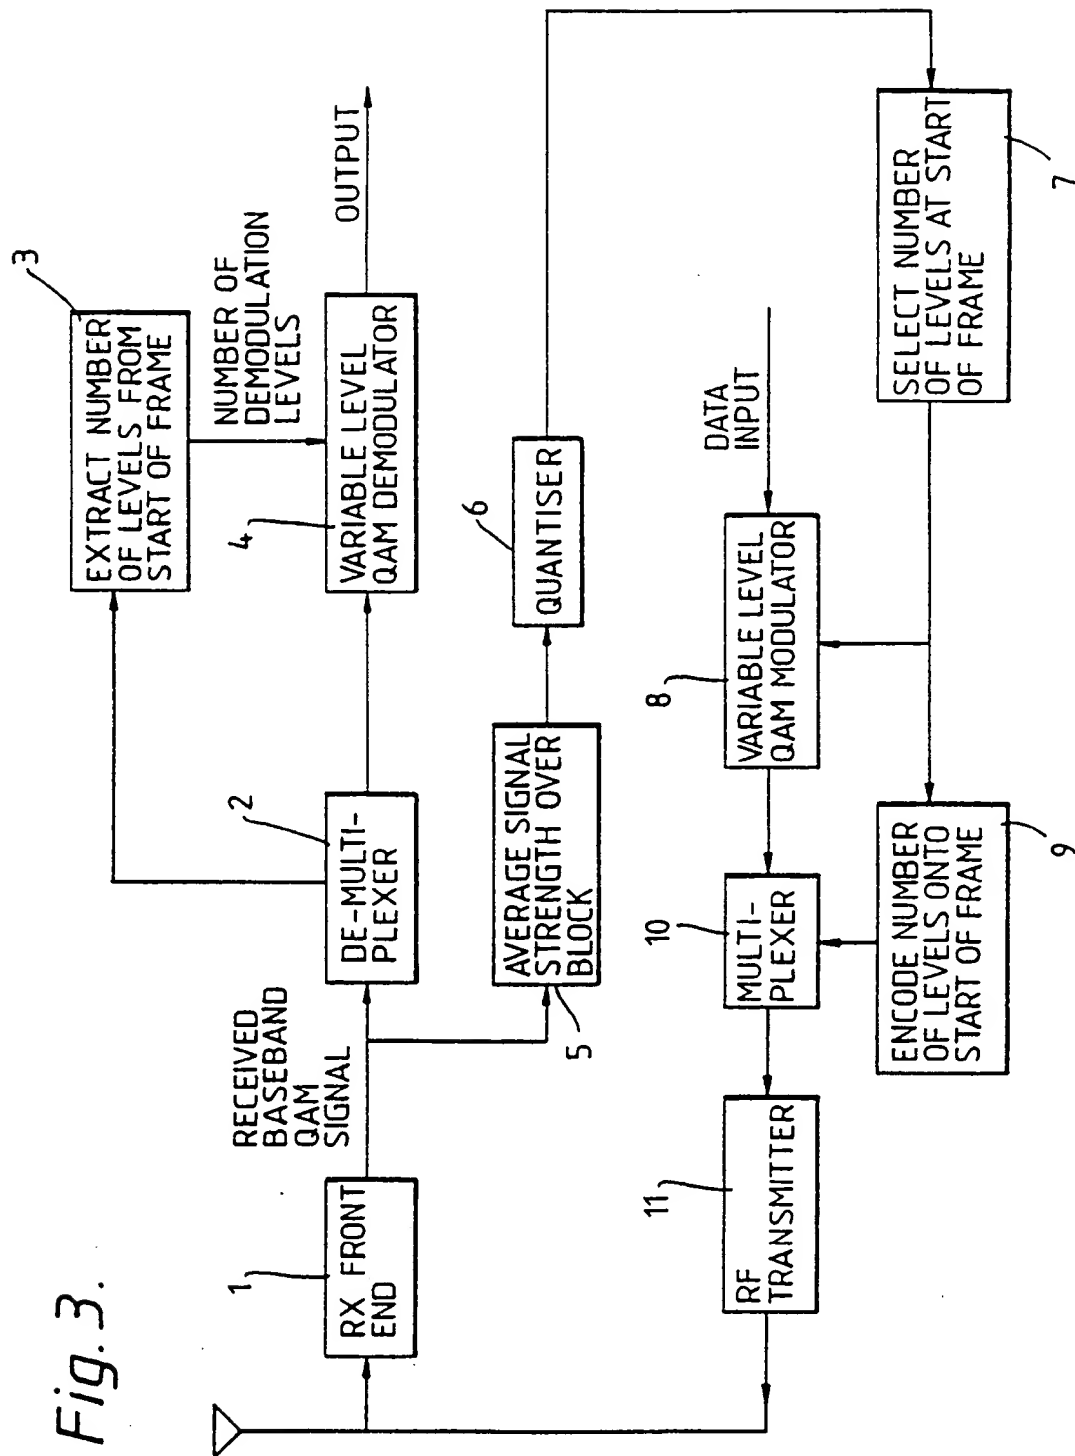 Fig. 3.
1
RX FRONT
END
RECEIVED
BASEBAND
QAM
SIGNAL
2
DE-MULTI-
PLEXER
3
EXTRACT NUMBER
OF LEVELS FROM
START OF FRAME
NUMBER OF
DEMODULATION
LEVELS
4
VARIABLE LEVEL
QAM DEMODULATOR
OUTPUT
5
AVERAGE SIGNAL
STRENGTH OVER
BLOCK
6
QUANTISER
7
SELECT NUMBER
OF LEVELS AT START
OF FRAME
DATA
INPUT
8
VARIABLE LEVEL
QAM MODULATOR
9
ENCODE NUMBER
OF LEVELS ONTO
START OF FRAME
10
MULTI-
PLEXER
11
RF
TRANSMITTER